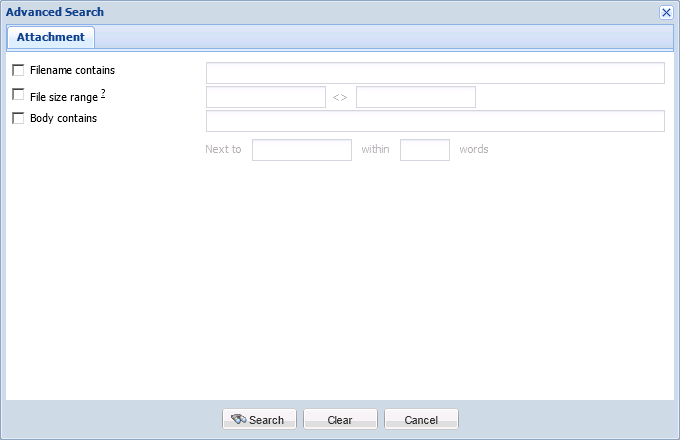 Advanced Search
Attachment
Filename contains
File size range ?
<>
Body contains
Next to within words
Search Clear Cancel